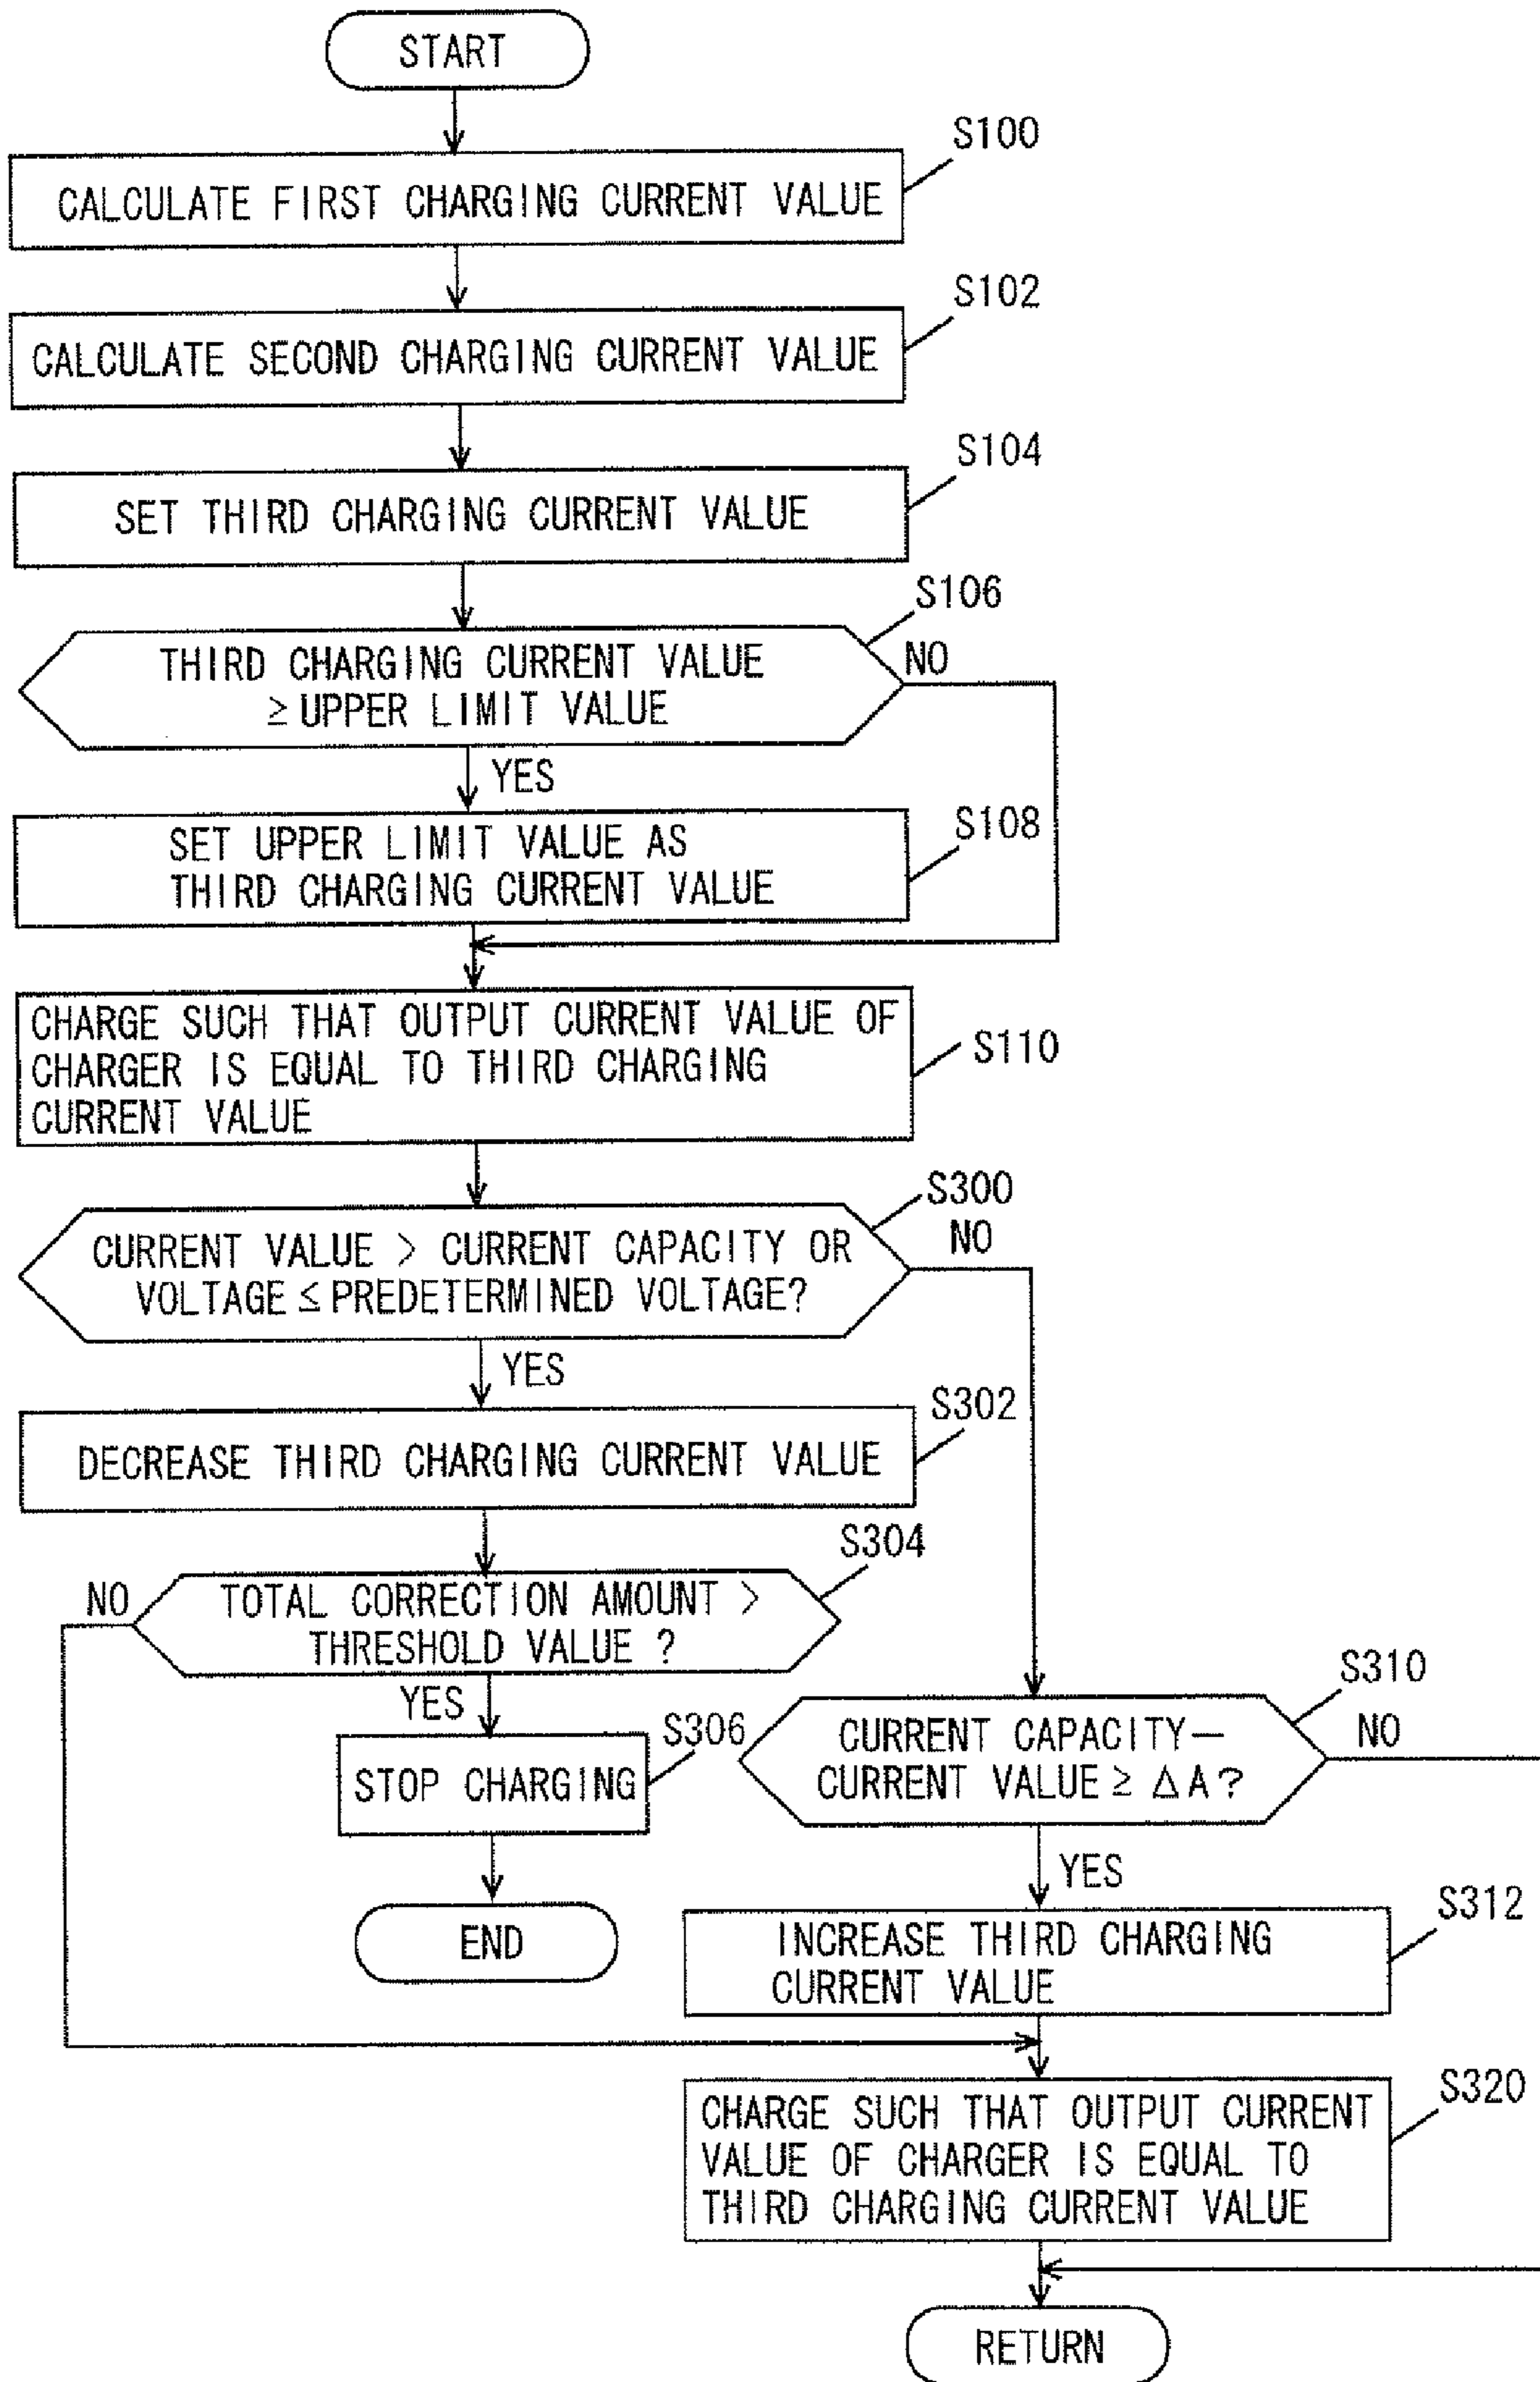 START
S100
CALCULATE FIRST CHARGING CURRENT VALUE
S102
CALCULATE SECOND CHARGING CURRENT VALUE
S104
SET THIRD CHARGING CURRENT VALUE
S106
THIRD CHARGING CURRENT VALUE
≥ UPPER LIMIT VALUE
NO
YES
S108
SET UPPER LIMIT VALUE AS
THIRD CHARGING CURRENT VALUE
CHARGE SUCH THAT OUTPUT CURRENT VALUE OF
CHARGER IS EQUAL TO THIRD CHARGING
CURRENT VALUE
S110
S300
CURRENT VALUE > CURRENT CAPACITY OR
VOLTAGE ≤ PREDETERMINED VOLTAGE?
NO
YES
S302
DECREASE THIRD CHARGING CURRENT VALUE
S304
NO
TOTAL CORRECTION AMOUNT >
THRESHOLD VALUE ?
YES
S306
STOP CHARGING
END
S310
CURRENT CAPACITY—
CURRENT VALUE ≥ △A?
NO
YES
S312
INCREASE THIRD CHARGING
CURRENT VALUE
S320
CHARGE SUCH THAT OUTPUT CURRENT
VALUE OF CHARGER IS EQUAL TO
THIRD CHARGING CURRENT VALUE
RETURN